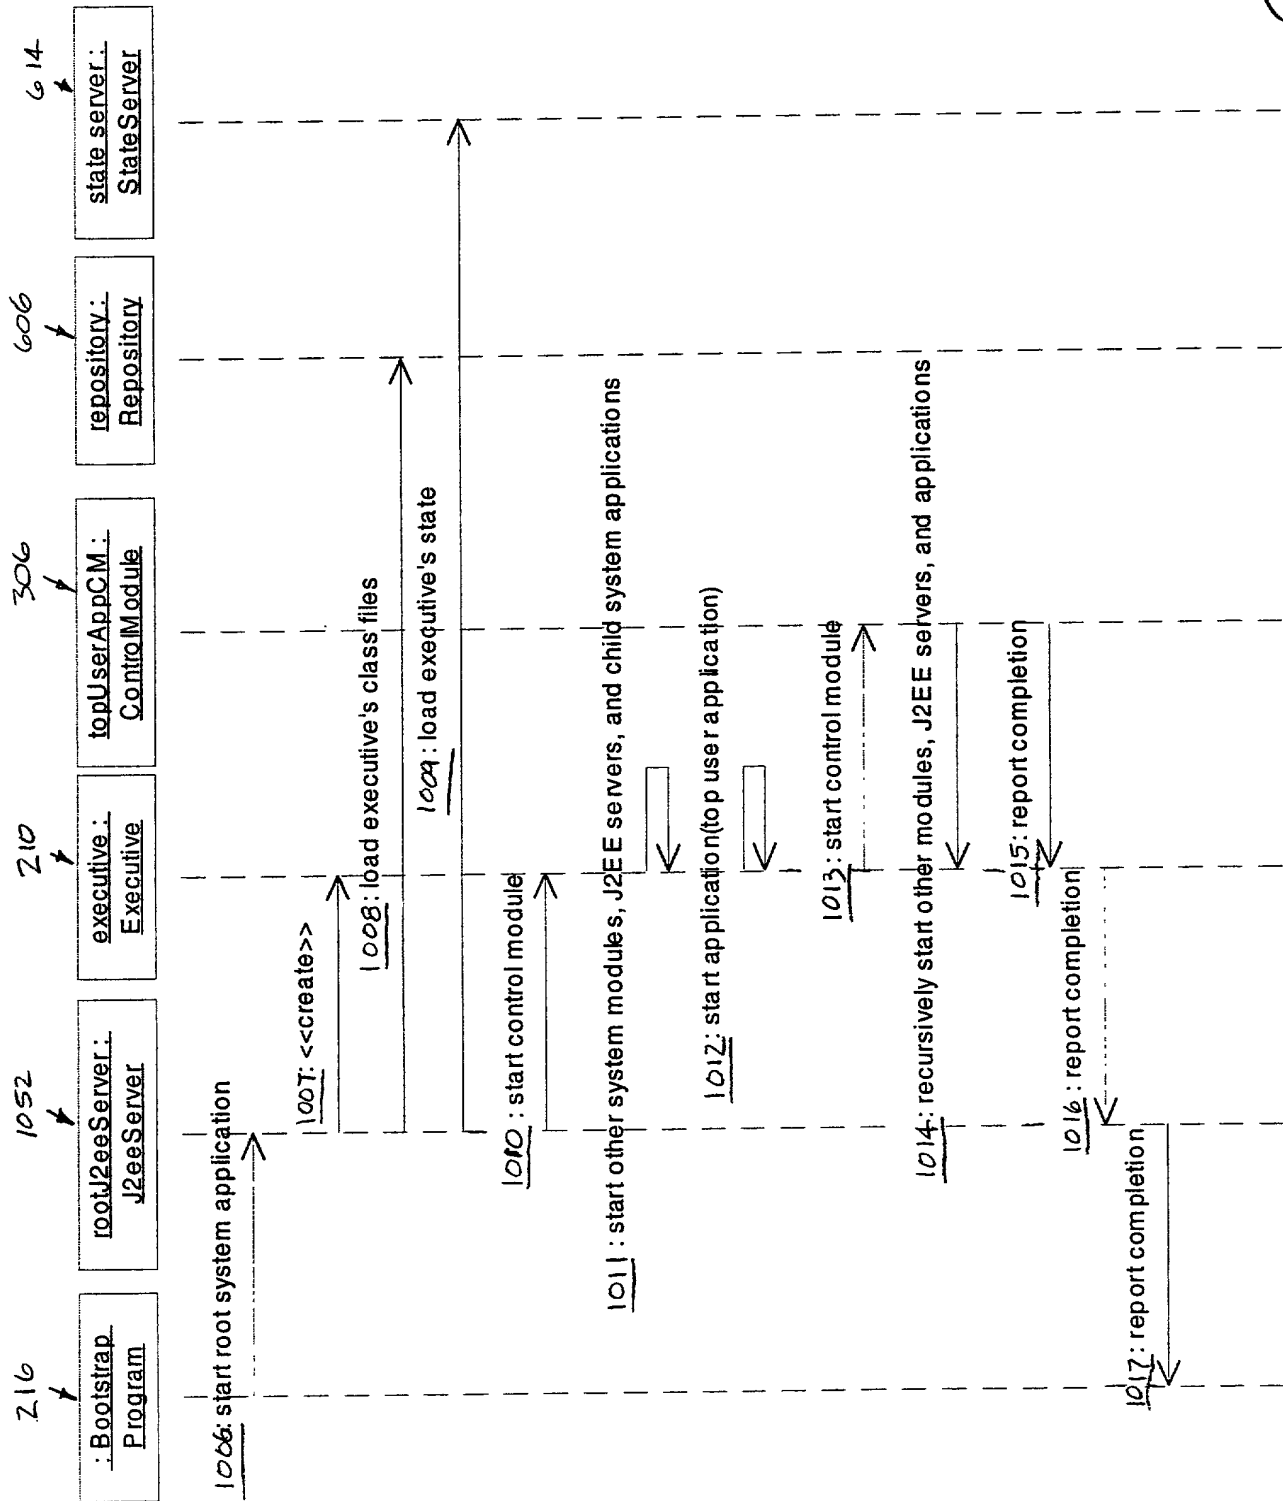 216
1052
210
306
606
614
:Bootstrap
Program
rootJ2eeServer:
J2eeServer
executive:
Executive
topUserAppCM:
ControlModule
repository:
Repository
state server:
StateServer
1006: start root system application
1007: <<create>>
1008: load executive's class files
1009: load executive's state
1010: start control module
1011: start other system modules, J2EE servers, and child system applications
1012: start application(top user application)
1013: start control module
1014: recursively start other modules, J2EE servers, and applications
1015: report completion
1016: report completion
1017: report completion